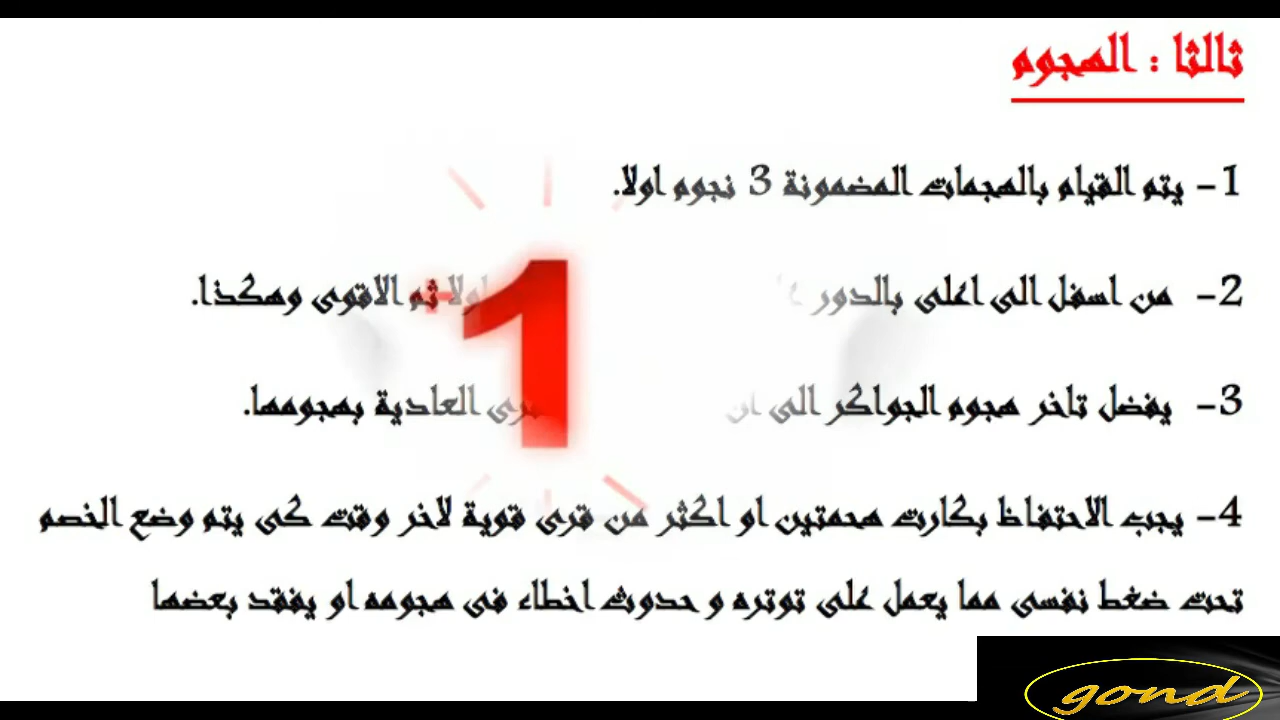 ثالثا : الهجوم
1- يتم القيام بالهجمات المضمونة 3 نجوم اولا.
2- من اسفل الى اعلى بالدور اولا ثم الاقوى وهكذا.
3- يفضل تاخر هجوم الجواكر الى العادية بهجومها.
1
4- يجب الاحتفاظ بكارت هحمتين او اكثر من قرى قوية لاخر وقت كى يتم وضع الخصم
تحت ضغط نفسى مما يعمل على توتره و حدوث اخطاء فى هجومه او يفقد بعضها
gond